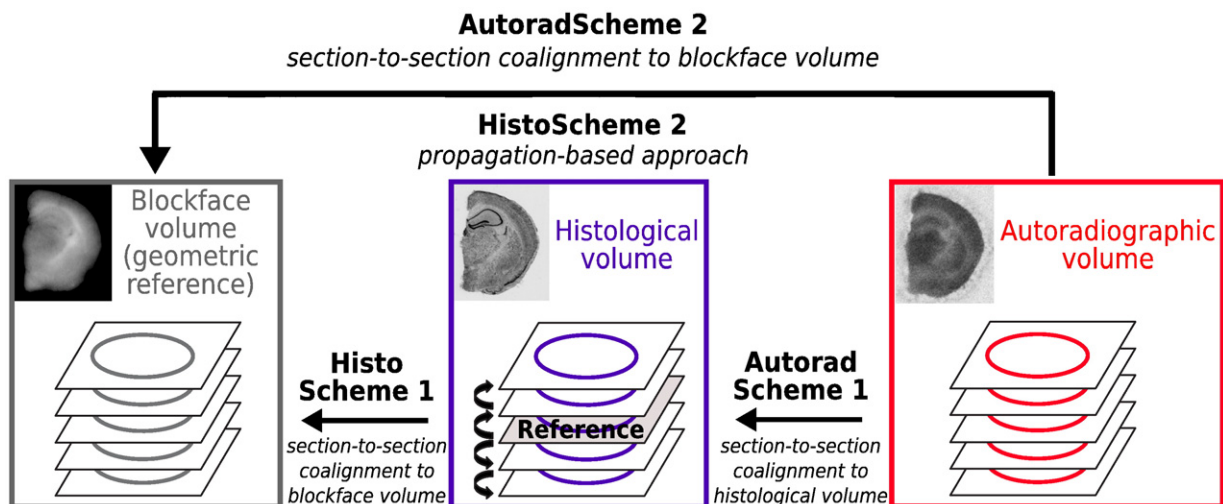 AutoradScheme 2
section-to-section coalignment to blockface volume
HistoScheme 2
propagation-based approach
Blockface
volume
(geometric
reference)
Histological
volume
Autoradiographic
volume
Histo
Scheme 1
section-to-section
coalignment to
blockface volume
Reference
Autorad
Scheme 1
section-to-section
coalignment to
histological volume